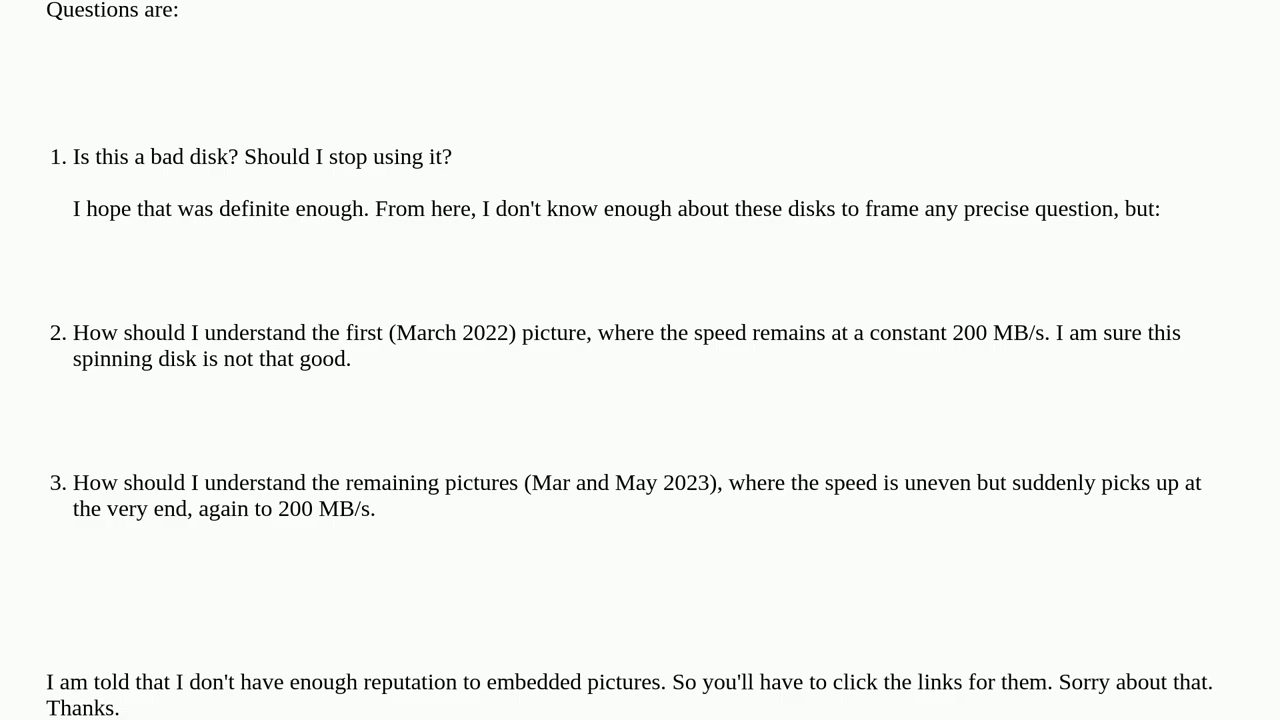 Questions are:
1. Is this a bad disk? Should I stop using it?
I hope that was definite enough. From here, I don't know enough about these disks to frame any precise question, but:
2. How should I understand the first (March 2022) picture, where the speed remains at a constant 200 MB/s. I am sure this
spinning disk is not that good.
3. How should I understand the remaining pictures (Mar and May 2023), where the speed is uneven but suddenly picks up at
the very end, again to 200 MB/s.
I am told that I don't have enough reputation to embedded pictures. So you'll have to click the links for them. Sorry about that.
Thanks.